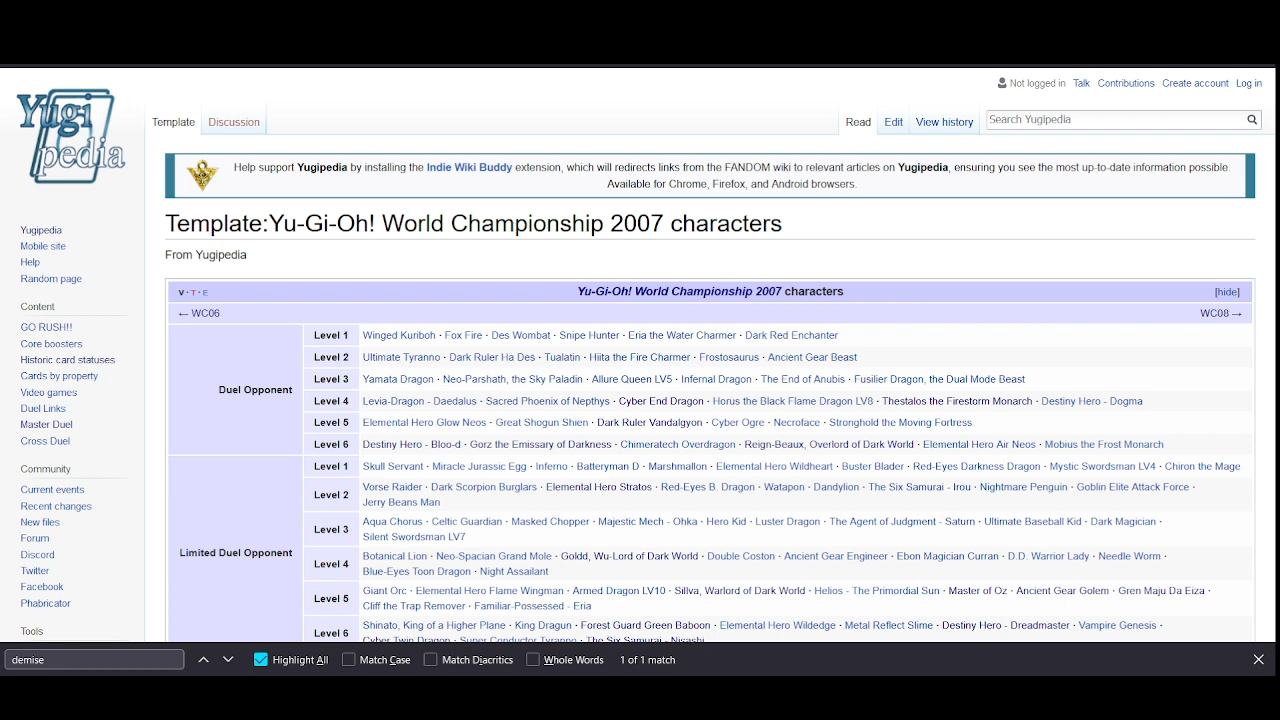 Yugi
pedia
Not logged in Talk Contributions Create account Log in
Template Discussion Read Edit View history Search Yugipedia
Help support Yugipedia by installing the Indie Wiki Buddy extension, which will redirects links from the FANDOM wiki to relevant articles on Yugipedia, ensuring you see the most up-to-date information possible.
Available for Chrome, Firefox, and Android browsers.
Template:Yu-Gi-Oh! World Championship 2007 characters
From Yugipedia
Yugipedia
Mobile site
Help
Random page
Content
GO RUSH!!
Core boosters
Historic card statuses
Cards by property
Video games
Duel Links
Master Duel
Cross Duel
Community
Current events
Recent changes
New files
Forum
Discord
Twitter
Facebook
Phabricator
Tools
V · T · E Yu-Gi-Oh! World Championship 2007 characters [hide]
← WC06 WC08 →
Duel Opponent
Level 1 Winged Kuriboh · Fox Fire · Des Wombat · Snipe Hunter · Eria the Water Charmer · Dark Red Enchanter
Level 2 Ultimate Tyranno · Dark Ruler Ha Des · Tualatin · Hiita the Fire Charmer · Frostosaurus · Ancient Gear Beast
Level 3 Yamata Dragon · Neo-Parshath, the Sky Paladin · Allure Queen LV5 · Infernal Dragon · The End of Anubis · Fusilier Dragon, the Dual Mode Beast
Level 4 Levia-Dragon - Daedalus · Sacred Phoenix of Nepthys · Cyber End Dragon · Horus the Black Flame Dragon LV8 · Thestalos the Firestorm Monarch · Destiny Hero - Dogma
Level 5 Elemental Hero Glow Neos · Great Shogun Shien · Dark Ruler Vandalgyon · Cyber Ogre · Necroface · Stronghold the Moving Fortress
Level 6 Destiny Hero - Bloo-d · Gorz the Emissary of Darkness · Chimeratech Overdragon · Reign-Beaux, Overlord of Dark World · Elemental Hero Air Neos · Mobius the Frost Monarch
Limited Duel Opponent
Level 1 Skull Servant · Miracle Jurassic Egg · Inferno · Batteryman D · Marshmallon · Elemental Hero Wildheart · Buster Blader · Red-Eyes Darkness Dragon · Mystic Swordsman LV4 · Chiron the Mage
Level 2 Vorse Raider · Dark Scorpion Burglars · Elemental Hero Stratos · Red-Eyes B. Dragon · Watapon · Dandylion · The Six Samurai - Irou · Nightmare Penguin · Goblin Elite Attack Force ·
Jerry Beans Man
Level 3 Aqua Chorus · Celtic Guardian · Masked Chopper · Majestic Mech - Ohka · Hero Kid · Luster Dragon · The Agent of Judgment - Saturn · Ultimate Baseball Kid · Dark Magician ·
Silent Swordsman LV7
Level 4 Botanical Lion · Neo-Spacian Grand Mole · Goldd, Wu-Lord of Dark World · Double Coston · Ancient Gear Engineer · Ebon Magician Curran · D.D. Warrior Lady · Needle Worm ·
Blue-Eyes Toon Dragon · Night Assailant
Level 5 Giant Orc · Elemental Hero Flame Wingman · Armed Dragon LV10 · Sillva, Warlord of Dark World · Helios - The Primordial Sun · Master of Oz · Ancient Gear Golem · Gren Maju Da Eiza ·
Cliff the Trap Remover · Familiar-Possessed - Eria
Level 6 Shinato, King of a Higher Plane · King Dragun · Forest Guard Green Baboon · Elemental Hero Wildedge · Metal Reflect Slime · Destiny Hero - Dreadmaster · Vampire Genesis ·
Cyber Twin Dragon · Super Conductor Tyranno · The Six Samurai - Nisashi
demise Highlight All Match Case Match Diacritics Whole Words 1 of 1 match